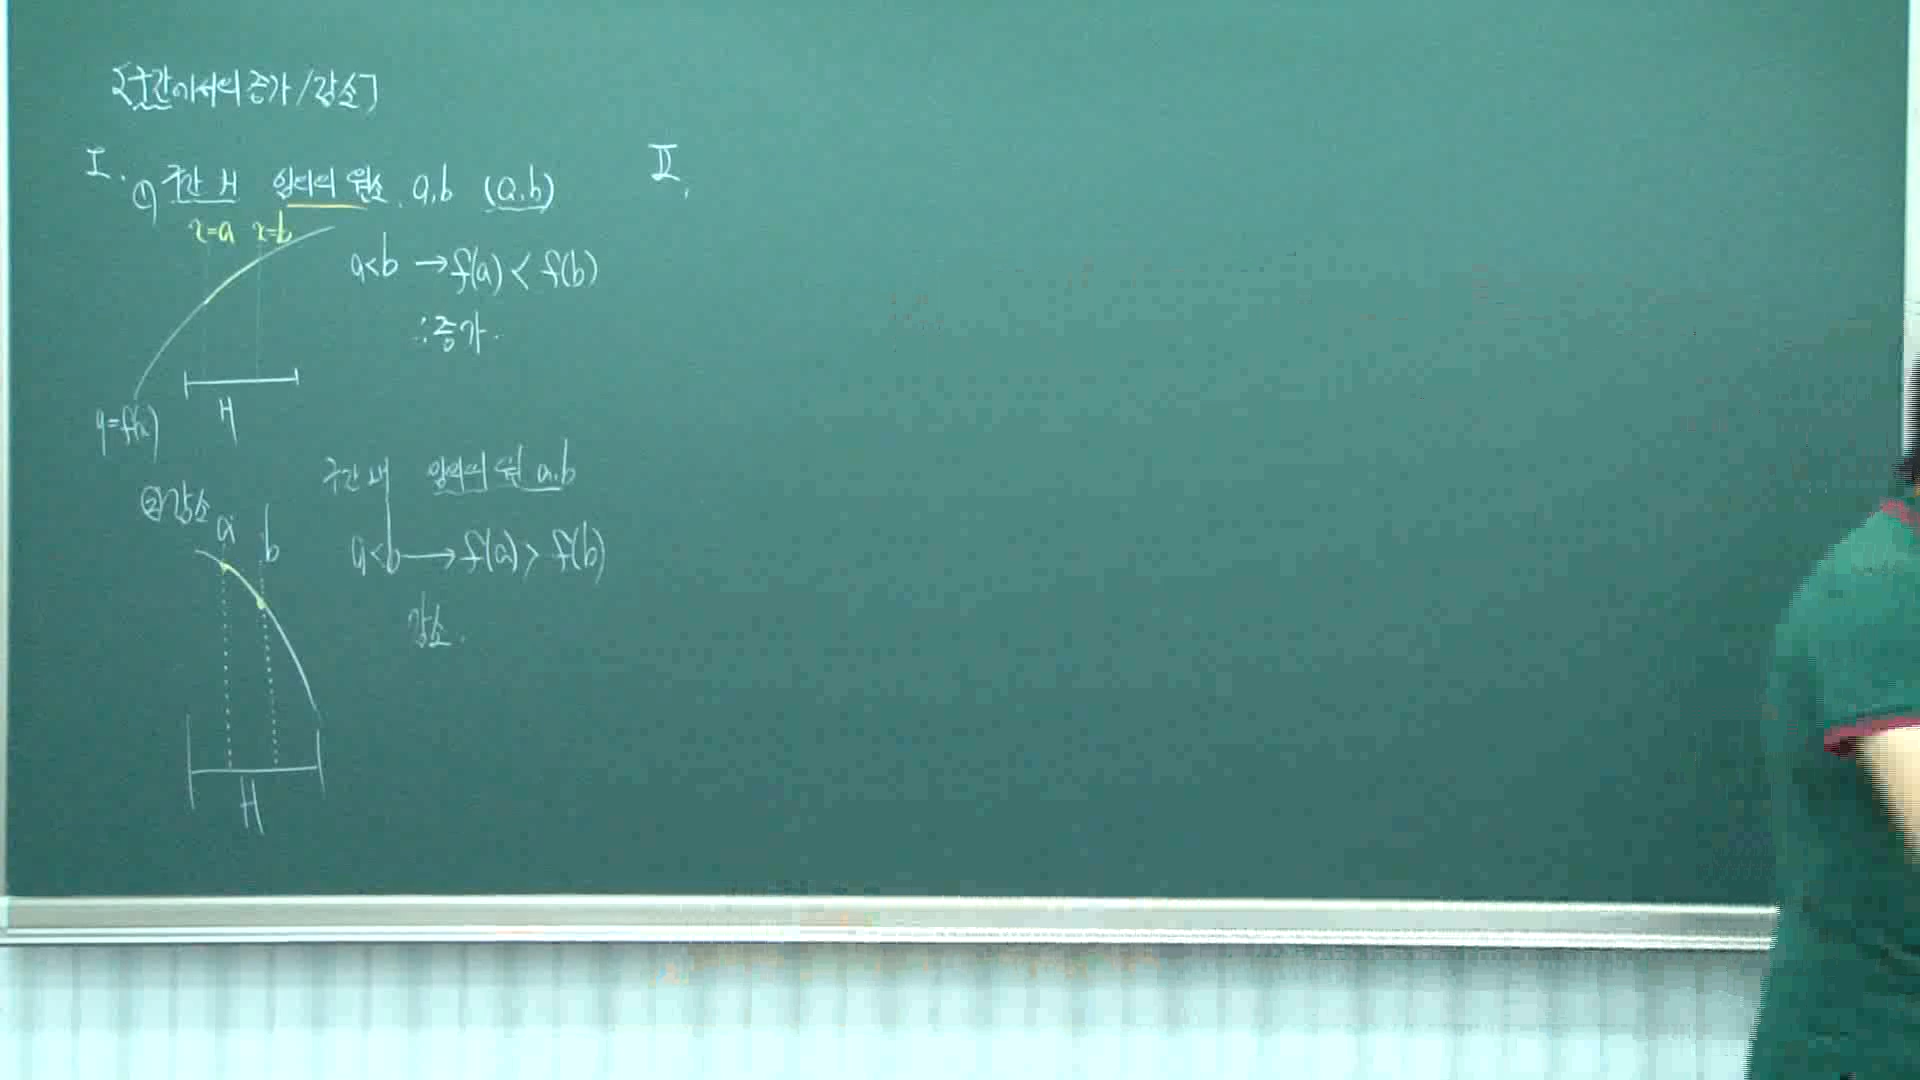 [구간에서의 증가/감소]
I.
① 구간 H 임의의 원소 a,b (a,b)
x=a x=b
a<b → f(a) < f(b)
∴증가.
H
y=f(x)
구간 내 임의의 원소 a,b
②감소
a b
a<b → f(a) > f(b)
감소.
H
II.